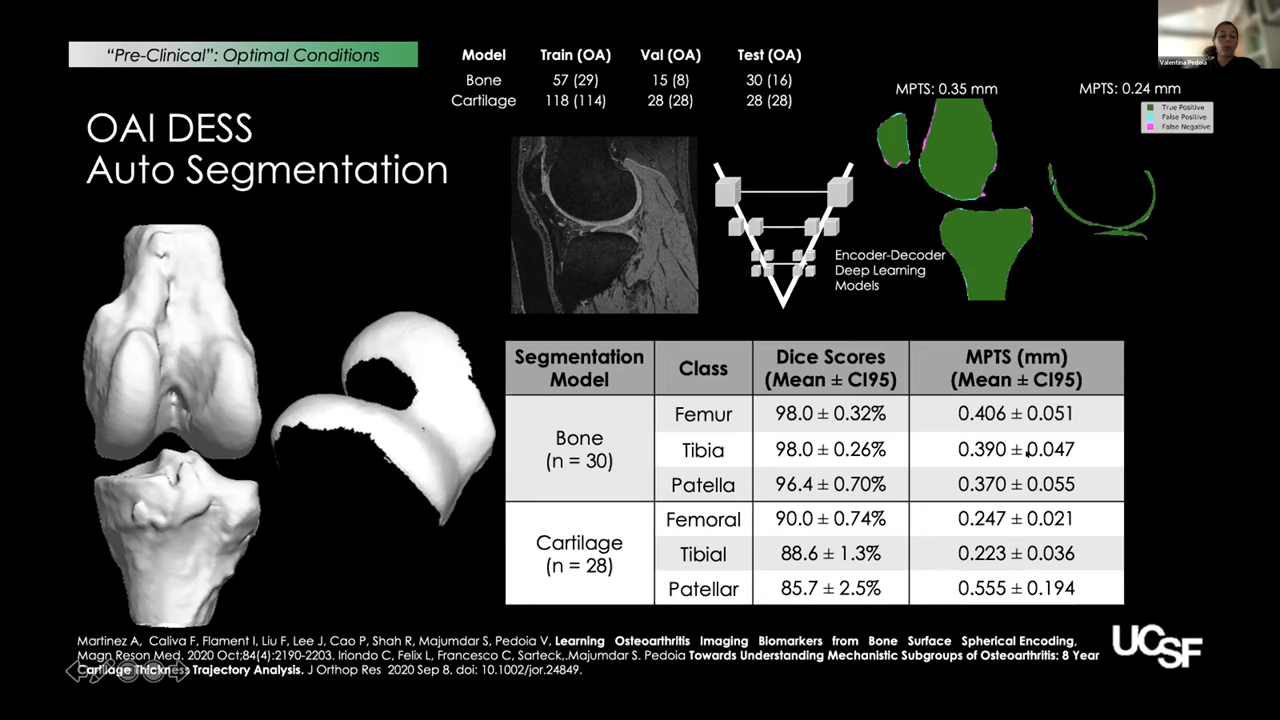 "Pre-Clinical": Optimal Conditions
OAI DESS
Auto Segmentation
Model Train (OA) Val (OA) Test (OA)
Bone 57 (29) 15 (8) 30 (16)
Cartilage 118 (114) 28 (28) 28 (28)
Valentina Pedoia
MPTS: 0.35 mm MPTS: 0.24 mm
True Positive
False Positive
False Negative
Encoder-Decoder
Deep Learning
Models
Segmentation Model Class Dice Scores (Mean ± CI95) MPTS (mm) (Mean ± CI95)
Bone (n = 30) Femur 98.0 ± 0.32% 0.406 ± 0.051
Tibia 98.0 ± 0.26% 0.390 ± 0.047
Patella 96.4 ± 0.70% 0.370 ± 0.055
Cartilage (n = 28) Femoral 90.0 ± 0.74% 0.247 ± 0.021
Tibial 88.6 ± 1.3% 0.223 ± 0.036
Patellar 85.7 ± 2.5% 0.555 ± 0.194
Martinez A, Caliva F, Flament I, Liu F, Lee J, Cao P, Shah R, Majumdar S, Pedoia V, Learning Osteoarthritis Imaging Biomarkers from Bone Surface Spherical Encoding,
Magn Reson Med. 2020 Oct;84(4):2190-2203. Iriondo C, Felix L, Francesco C, Sarteck,.Majumdar S. Pedoia Towards Understanding Mechanistic Subgroups of Osteoarthritis: 8 Year
Cartilage Thickness Trajectory Analysis. J Orthop Res 2020 Sep 8. doi: 10.1002/jor.24849.
UCSF